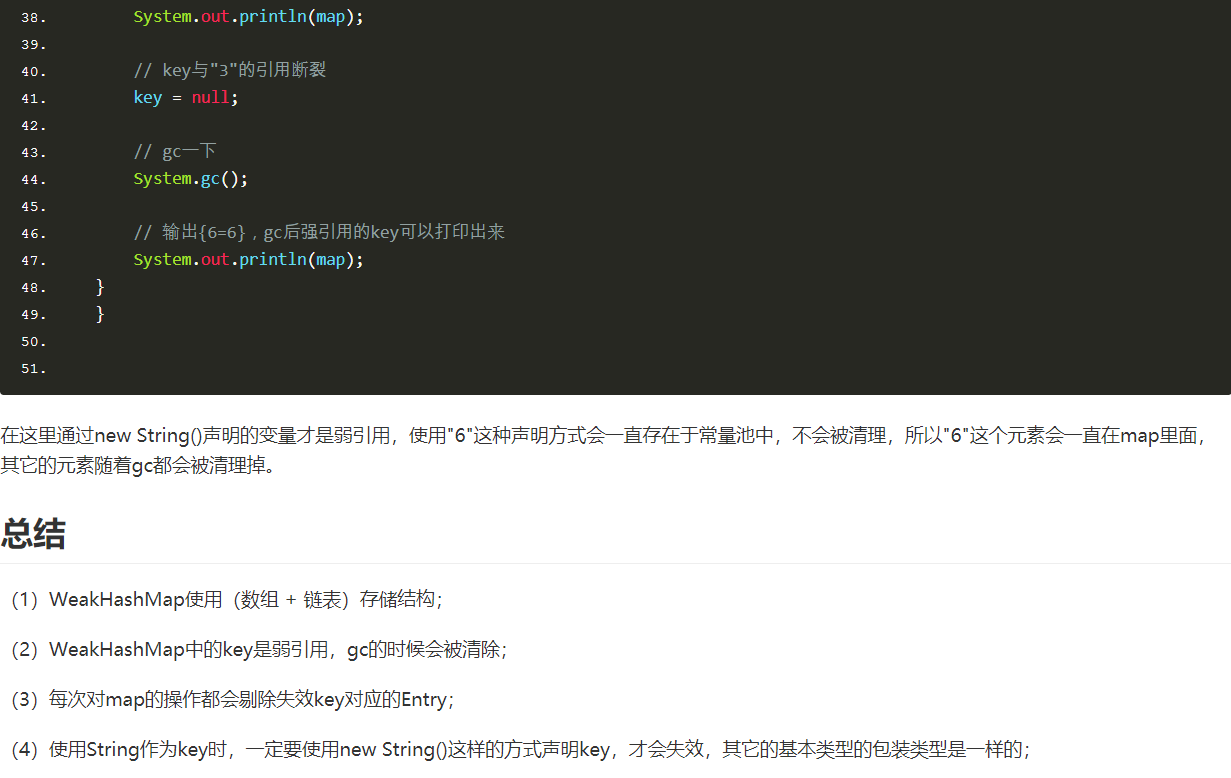 38.         System.out.println(map);
39.
40.         // key与"3"的引用断裂
41.         key = null;
42.
43.         // gc一下
44.         System.gc();
45.
46.         // 输出{6=6}，gc后强引用的key可以打印出来
47.         System.out.println(map);
48.     }
49.     }
50.
51.
在这里通过new String()声明的变量才是弱引用，使用"6"这种声明方式会一直存在于常量池中，不会被清理，所以"6"这个元素会一直在map里面，
其它的元素随着gc都会被清理掉。
总结
（1）WeakHashMap使用（数组 + 链表）存储结构；
（2）WeakHashMap中的key是弱引用，gc的时候会被清除；
（3）每次对map的操作都会剔除失效key对应的Entry；
（4）使用String作为key时，一定要使用new String()这样的方式声明key，才会失效，其它的基本类型的包装类型是一样的；